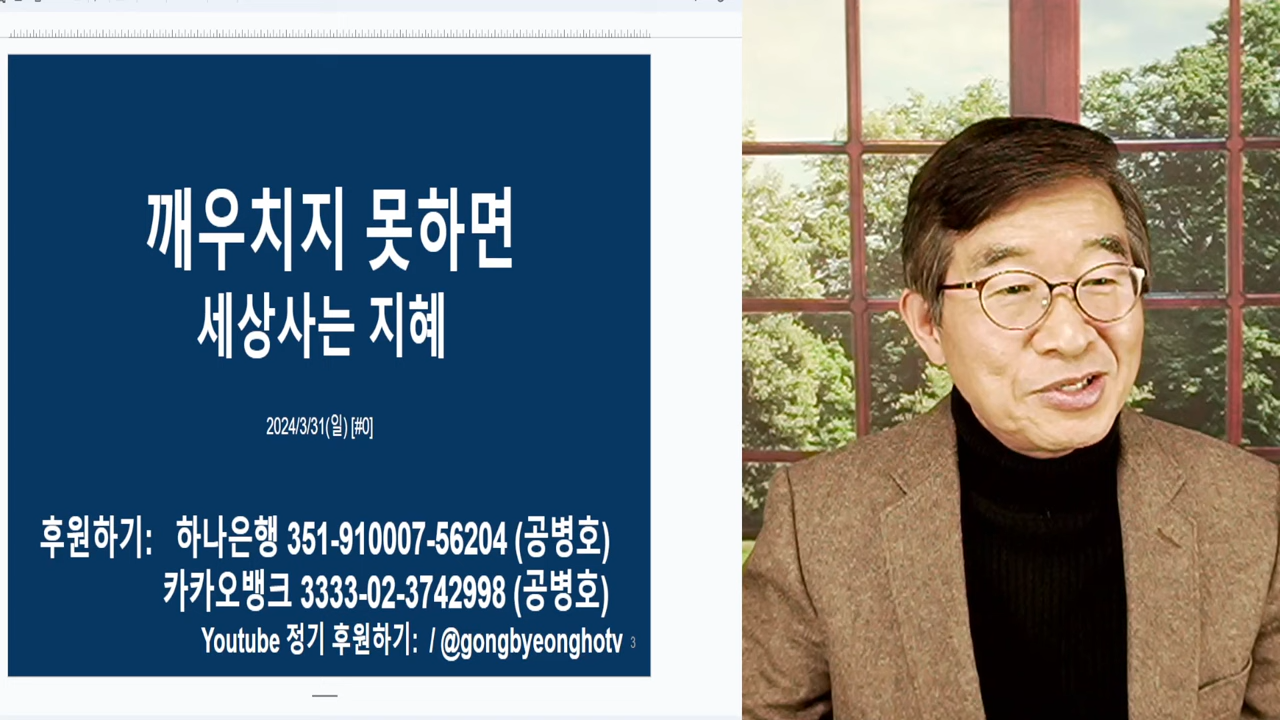 깨우치지 못하면
세상사는 지혜
2024/3/31(일) [#0]
후원하기: 하나은행 351-910007-56204 (공병호)
카카오뱅크 3333-02-3742998 (공병호)
Youtube 정기 후원하기: / @gongbyeonghotv
3